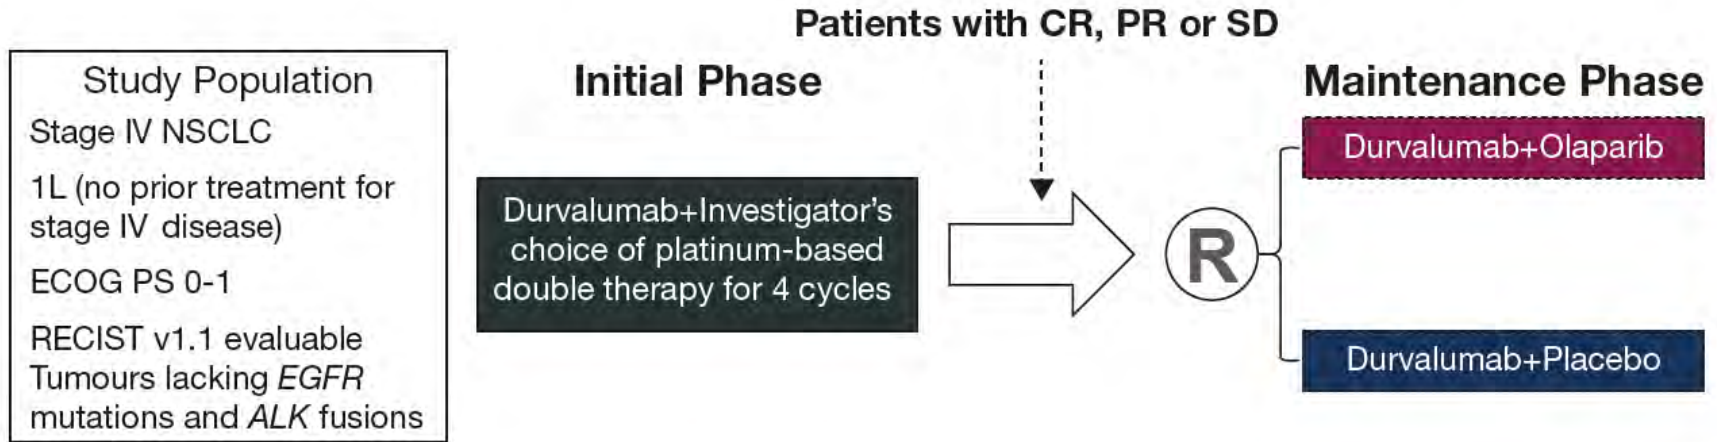 Patients with CR, PR or SD
Study Population
Stage IV NSCLC
1L (no prior treatment for
stage IV disease)
ECOG PS 0-1
RECIST v1.1 evaluable
Tumours lacking EGFR
mutations and ALK fusions
Initial Phase
Durvalumab+Investigator's
choice of platinum-based
double therapy for 4 cycles
R
Maintenance Phase
Durvalumab+Olaparib
Durvalumab+Placebo